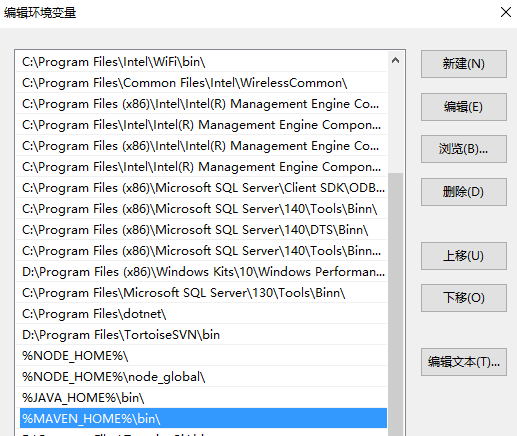 编辑环境变量
C:\Program Files\Intel\WiFi\bin\
C:\Program Files\Common Files\Intel\WirelessCommon\
C:\Program Files (x86)\Intel\Intel(R) Management Engine Co...
C:\Program Files\Intel\Intel(R) Management Engine Compon...
C:\Program Files (x86)\Intel\Intel(R) Management Engine Co...
C:\Program Files\Intel\Intel(R) Management Engine Compon...
C:\Program Files (x86)\Microsoft SQL Server\Client SDK\ODB...
C:\Program Files (x86)\Microsoft SQL Server\140\Tools\Binn\
C:\Program Files (x86)\Microsoft SQL Server\140\DTS\Binn\
C:\Program Files (x86)\Microsoft SQL Server\140\Tools\Binn...
D:\Program Files (x86)\Windows Kits\10\Windows Performan...
C:\Program Files\Microsoft SQL Server\130\Tools\Binn\
C:\Program Files\dotnet\
D:\Program Files\TortoiseSVN\bin
%NODE_HOME%\
%NODE_HOME%\node_global\
%JAVA_HOME%\bin\
%MAVEN_HOME%\bin\
新建(N)
编辑(E)
浏览(B)...
删除(D)
上移(U)
下移(O)
编辑文本(T)...